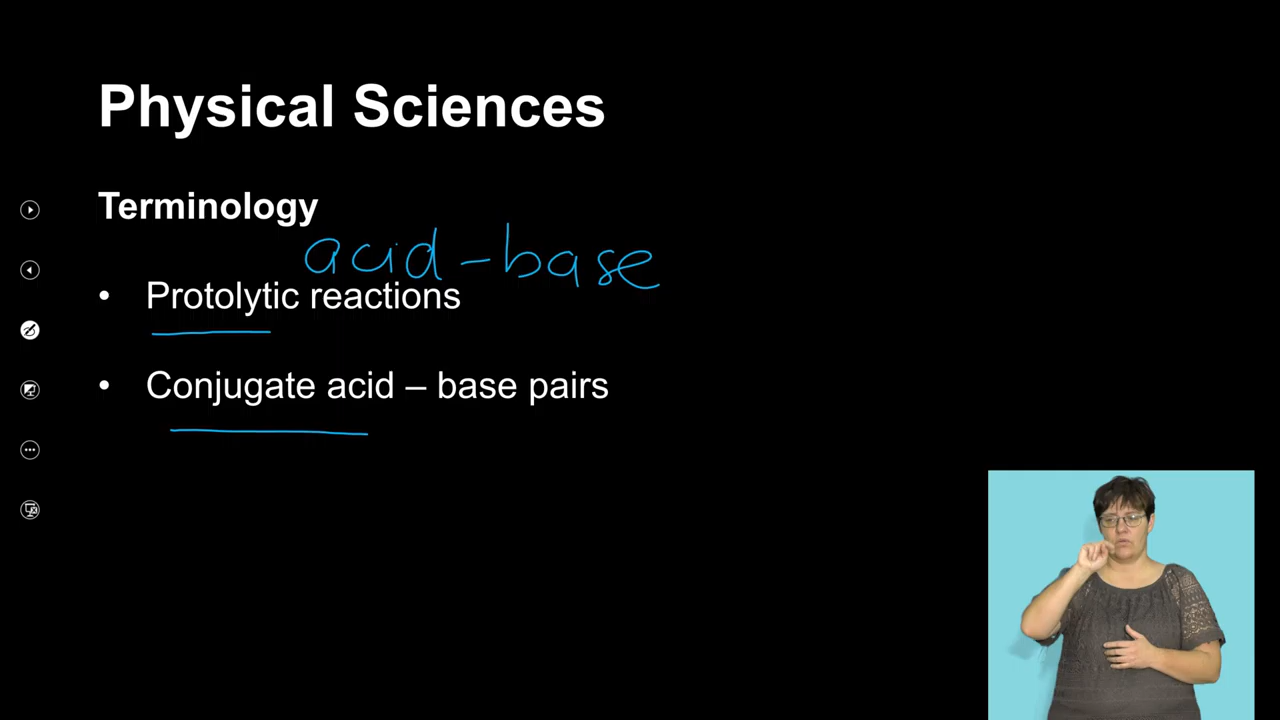 Physical Sciences
Terminology
acid-base
• Protolytic reactions
• Conjugate acid – base pairs